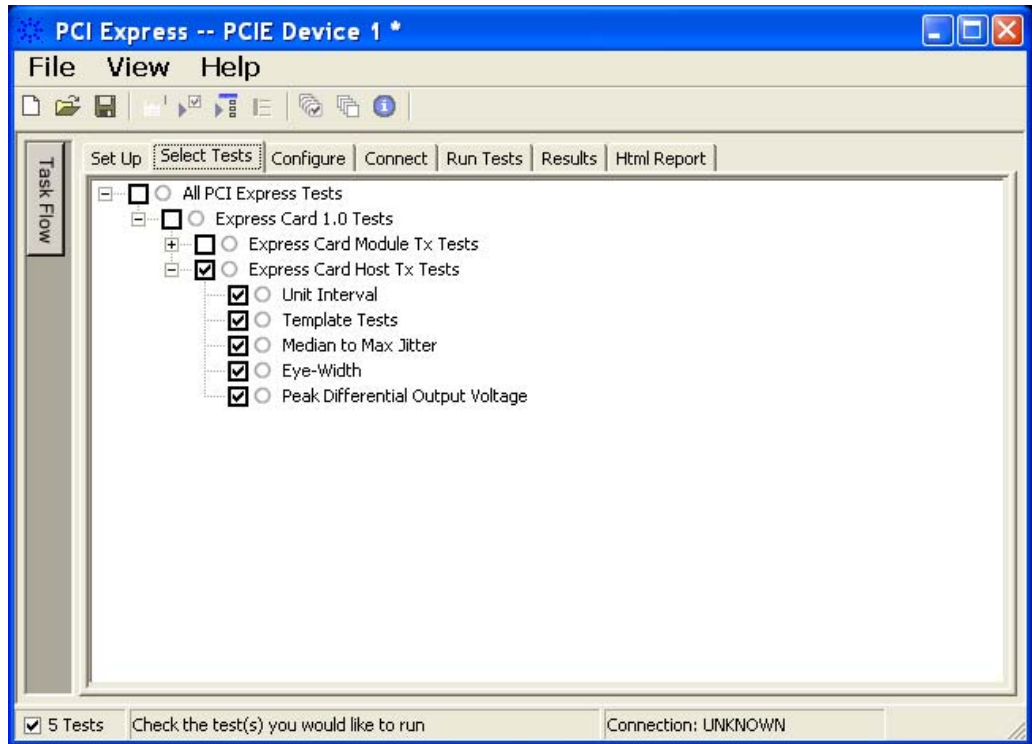 PCI Express -- PCIE Device 1 *
File View Help
Task Flow
Set Up Select Tests Configure Connect Run Tests Results Html Report
All PCI Express Tests
Express Card 1.0 Tests
Express Card Module Tx Tests
Express Card Host Tx Tests
Unit Interval
Template Tests
Median to Max Jitter
Eye-Width
Peak Differential Output Voltage
5 Tests Check the test(s) you would like to run Connection: UNKNOWN